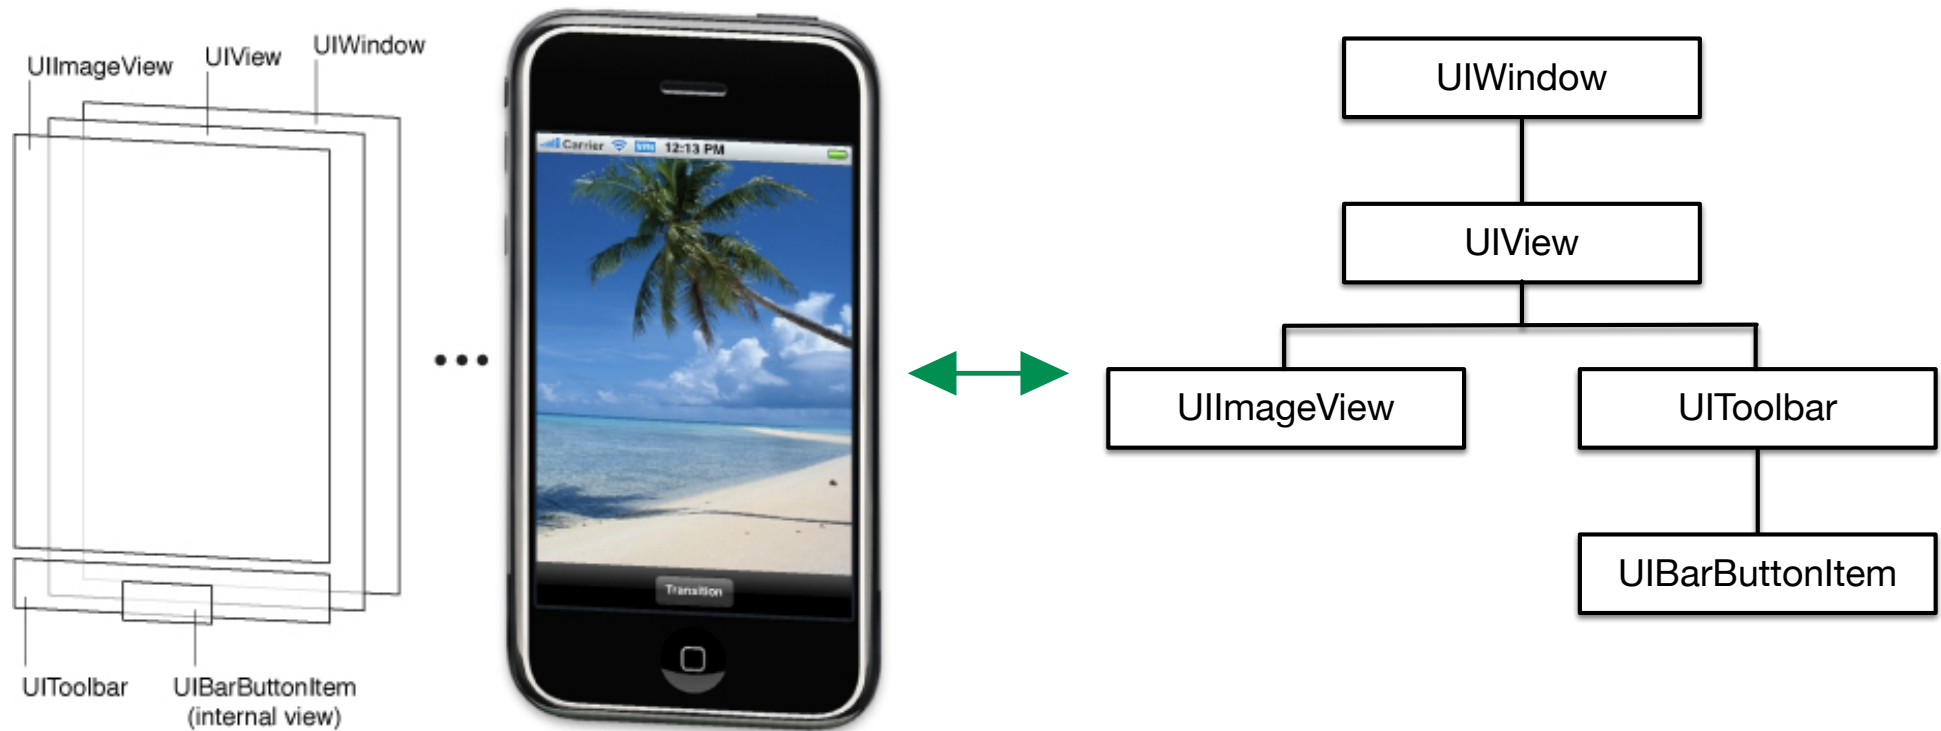 UIImageView
UIView
UIWindow
UIToolbar
UIBarButtonItem
(internal view)
Carrier
12:13 PM
Transition
UIWindow
UIView
UIImageView
UIToolbar
UIBarButtonItem